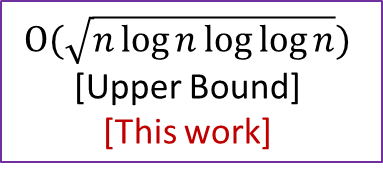 O(√n log n log log n)
[Upper Bound]
[This work]